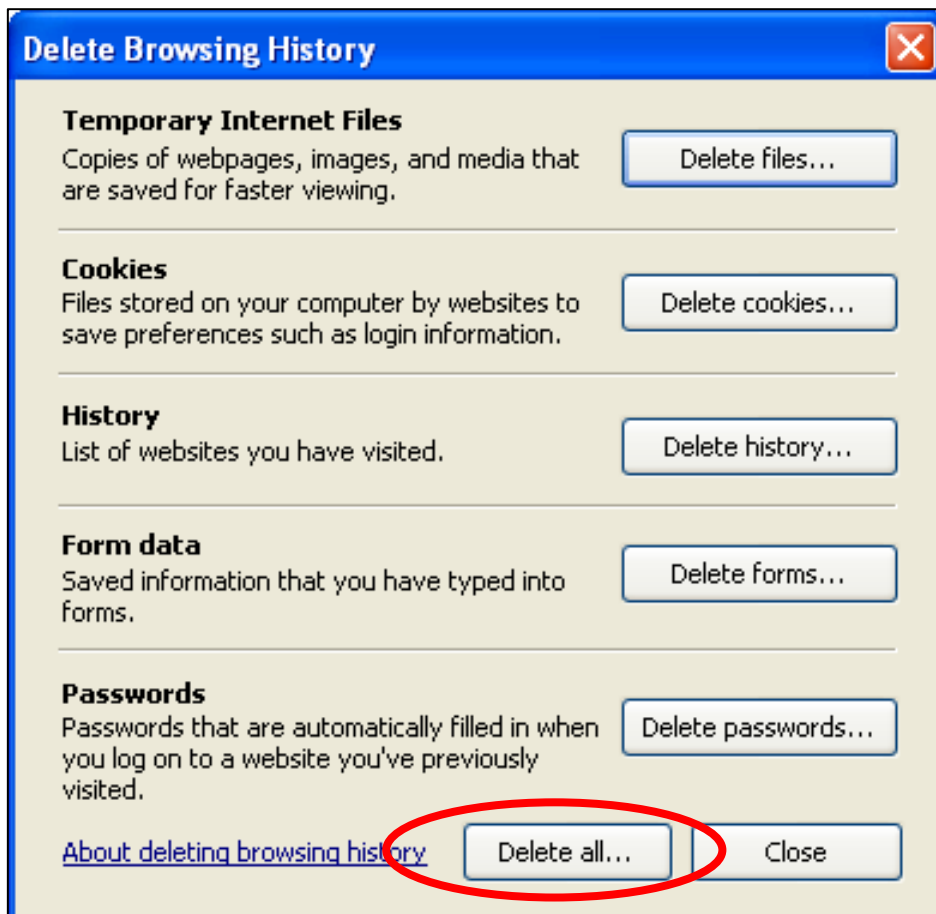 Delete Browsing History
Temporary Internet Files
Copies of webpages, images, and media that
are saved for faster viewing.
Delete files...
Cookies
Files stored on your computer by websites to
save preferences such as login information.
Delete cookies...
History
List of websites you have visited.
Delete history...
Form data
Saved information that you have typed into
forms.
Delete forms...
Passwords
Passwords that are automatically filled in when
you log on to a website you've previously
visited.
Delete passwords...
About deleting browsing history
Delete all...
Close